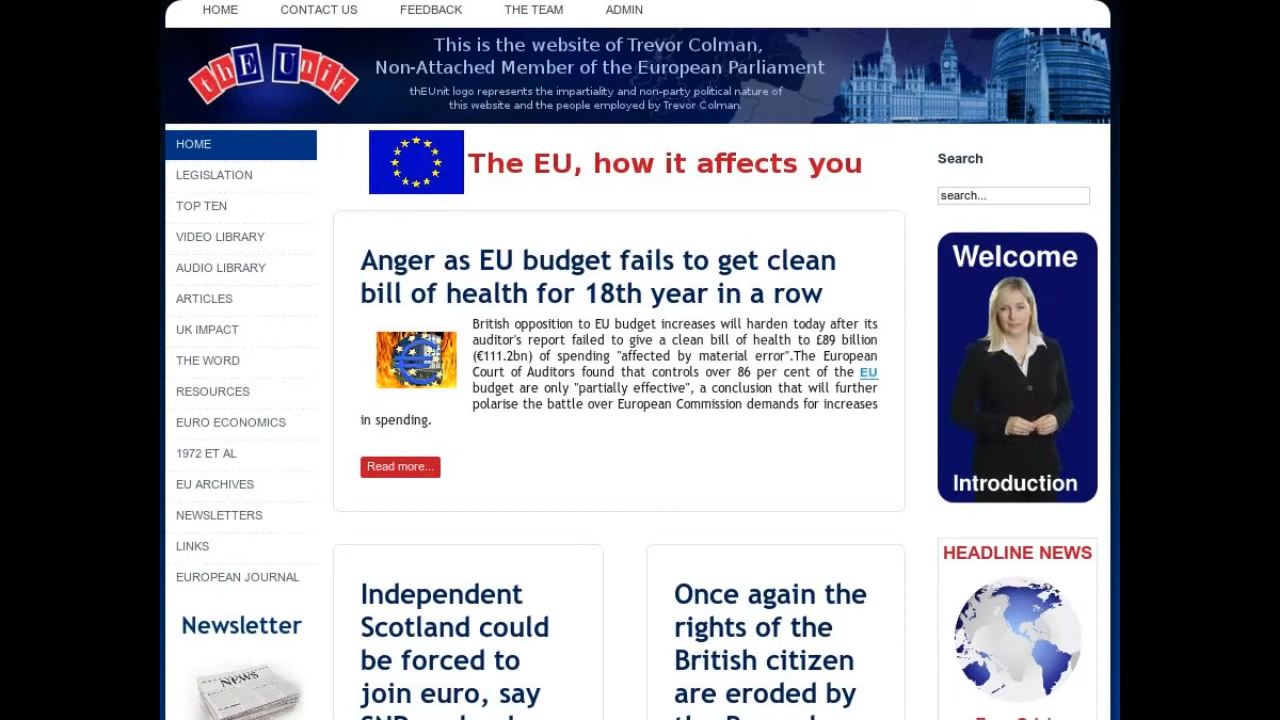 HOME CONTACT US FEEDBACK THE TEAM ADMIN
thEUnit
This is the website of Trevor Colman,
Non-Attached Member of the European Parliament
thEUnit logo represents the impartiality and non-party political nature of
this website and the people employed by Trevor Colman.
HOME
LEGISLATION
TOP TEN
VIDEO LIBRARY
AUDIO LIBRARY
ARTICLES
UK IMPACT
THE WORD
RESOURCES
EURO ECONOMICS
1972 ET AL
EU ARCHIVES
NEWSLETTERS
LINKS
EUROPEAN JOURNAL
Newsletter
NEWS
The EU, how it affects you
Anger as EU budget fails to get clean
bill of health for 18th year in a row
British opposition to EU budget increases will harden today after its
auditor's report failed to give a clean bill of health to £89 billion
(€111.2bn) of spending "affected by material error".The European
Court of Auditors found that controls over 86 per cent of the EU
budget are only "partially effective", a conclusion that will further
polarise the battle over European Commission demands for increases
in spending.
Read more...
Independent
Scotland could
be forced to
join euro, say
Once again the
rights of the
British citizen
are eroded by
Search
search...
Welcome
Introduction
HEADLINE NEWS